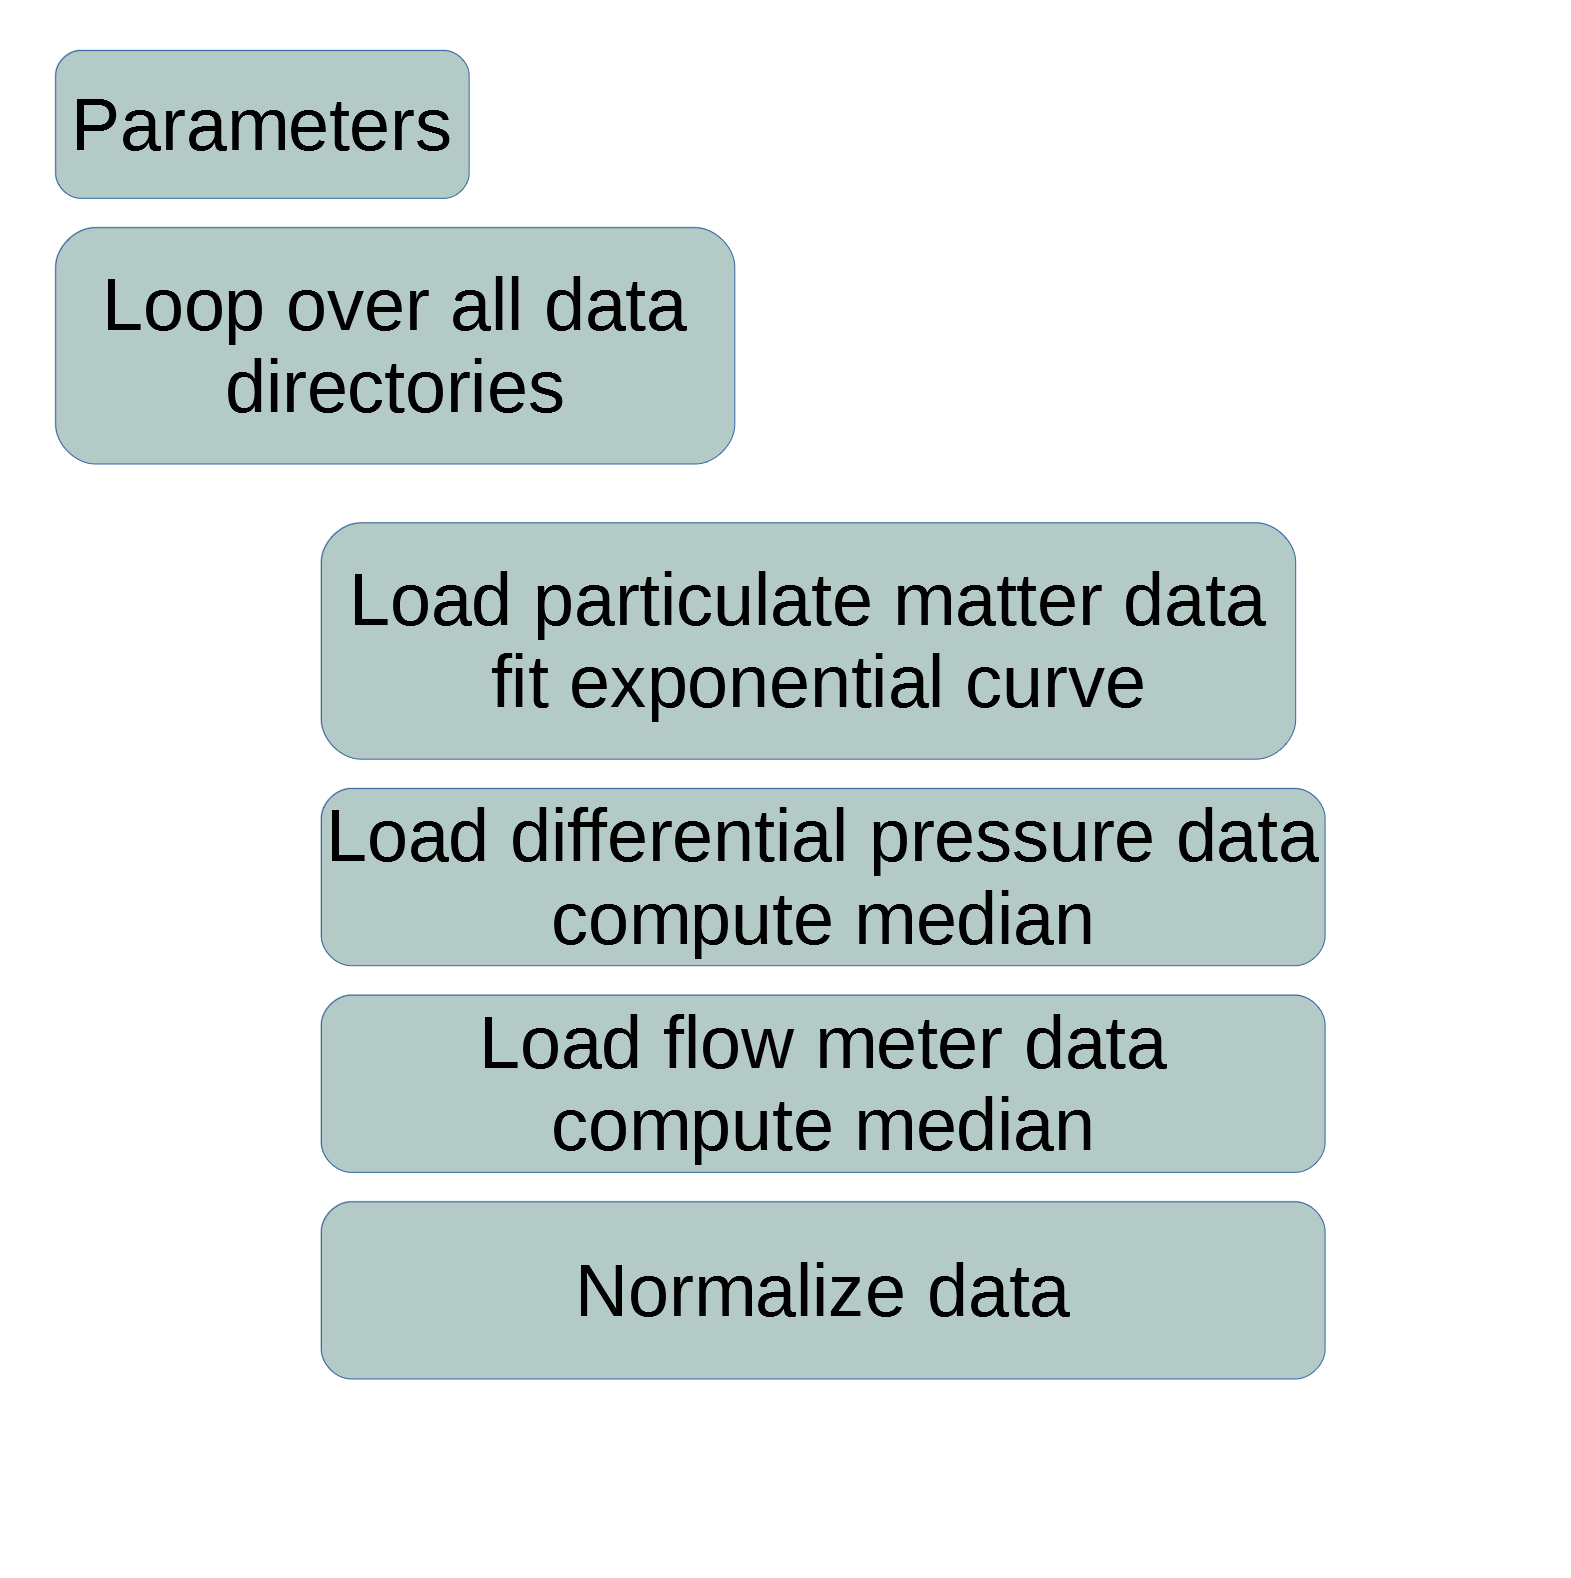 Parameters
Loop over all data
directories
Load particulate matter data
fit exponential curve
Load differential pressure data
compute median
Load flow meter data
compute median
Normalize data